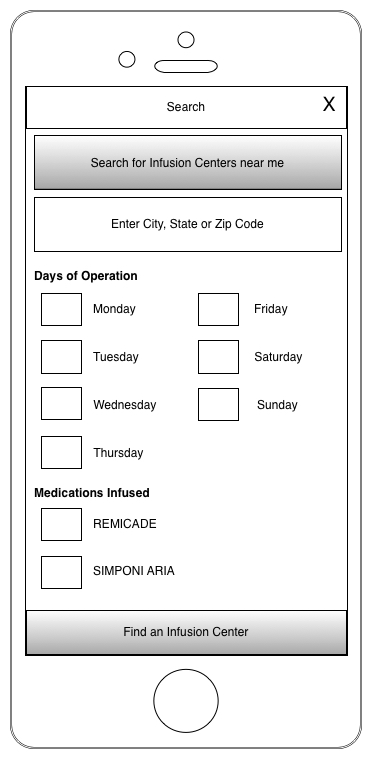 Search
X
Search for Infusion Centers near me
Enter City, State or Zip Code
Days of Operation
Monday
Friday
Tuesday
Saturday
Wednesday
Sunday
Thursday
Medications Infused
REMICADE
SIMPONI ARIA
Find an Infusion Center